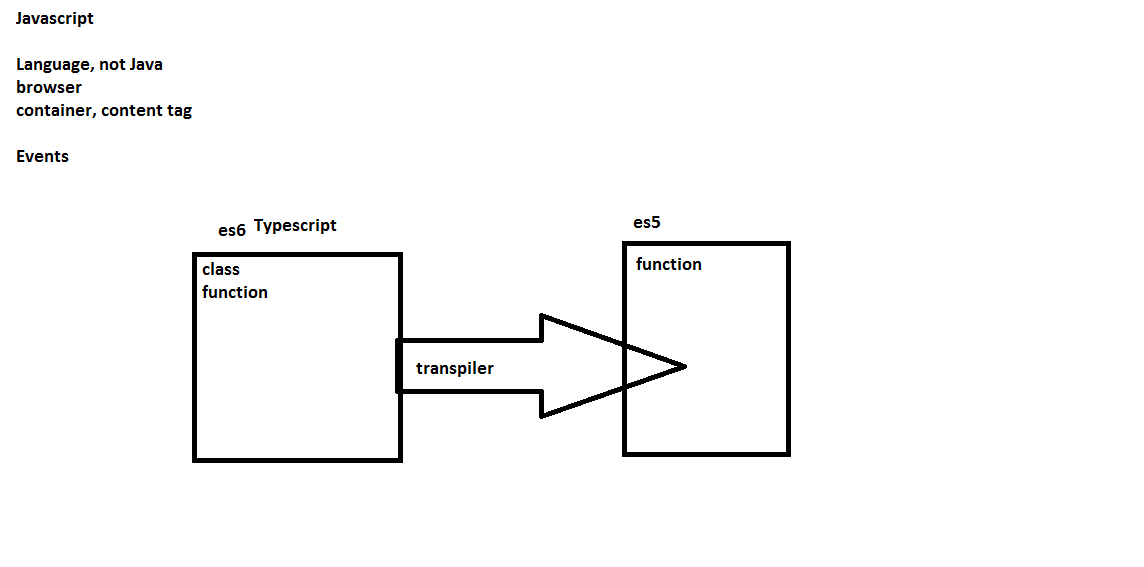 Javascript
Language, not Java
browser
container, content tag
Events
es6 Typescript
class
function
transpiler
es5
function